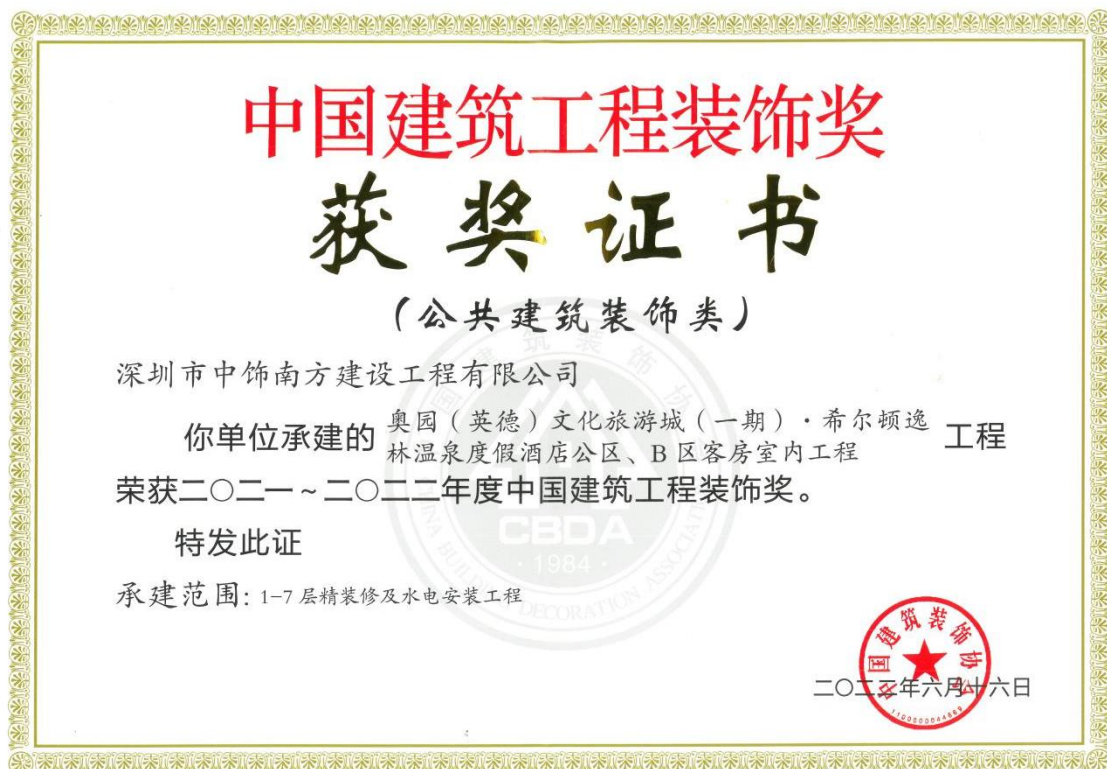 中国建筑工程装饰奖
获奖证书
(公共建筑装饰类)
深圳市中饰南方建设工程有限公司
你单位承建的 奥园(英德)文化旅游城(一期)·希尔顿逸
林温泉度假酒店公区、B区客房室内工程 工程
荣获二〇二一~二〇二二年度中国建筑工程装饰奖。
特发此证
承建范围: 1-7 层精装修及水电安装工程
中国建筑装饰协会
二〇二三年六月十六日
CBDA
·1984·
CHINA BUILDING DECORATION ASSOCIATION